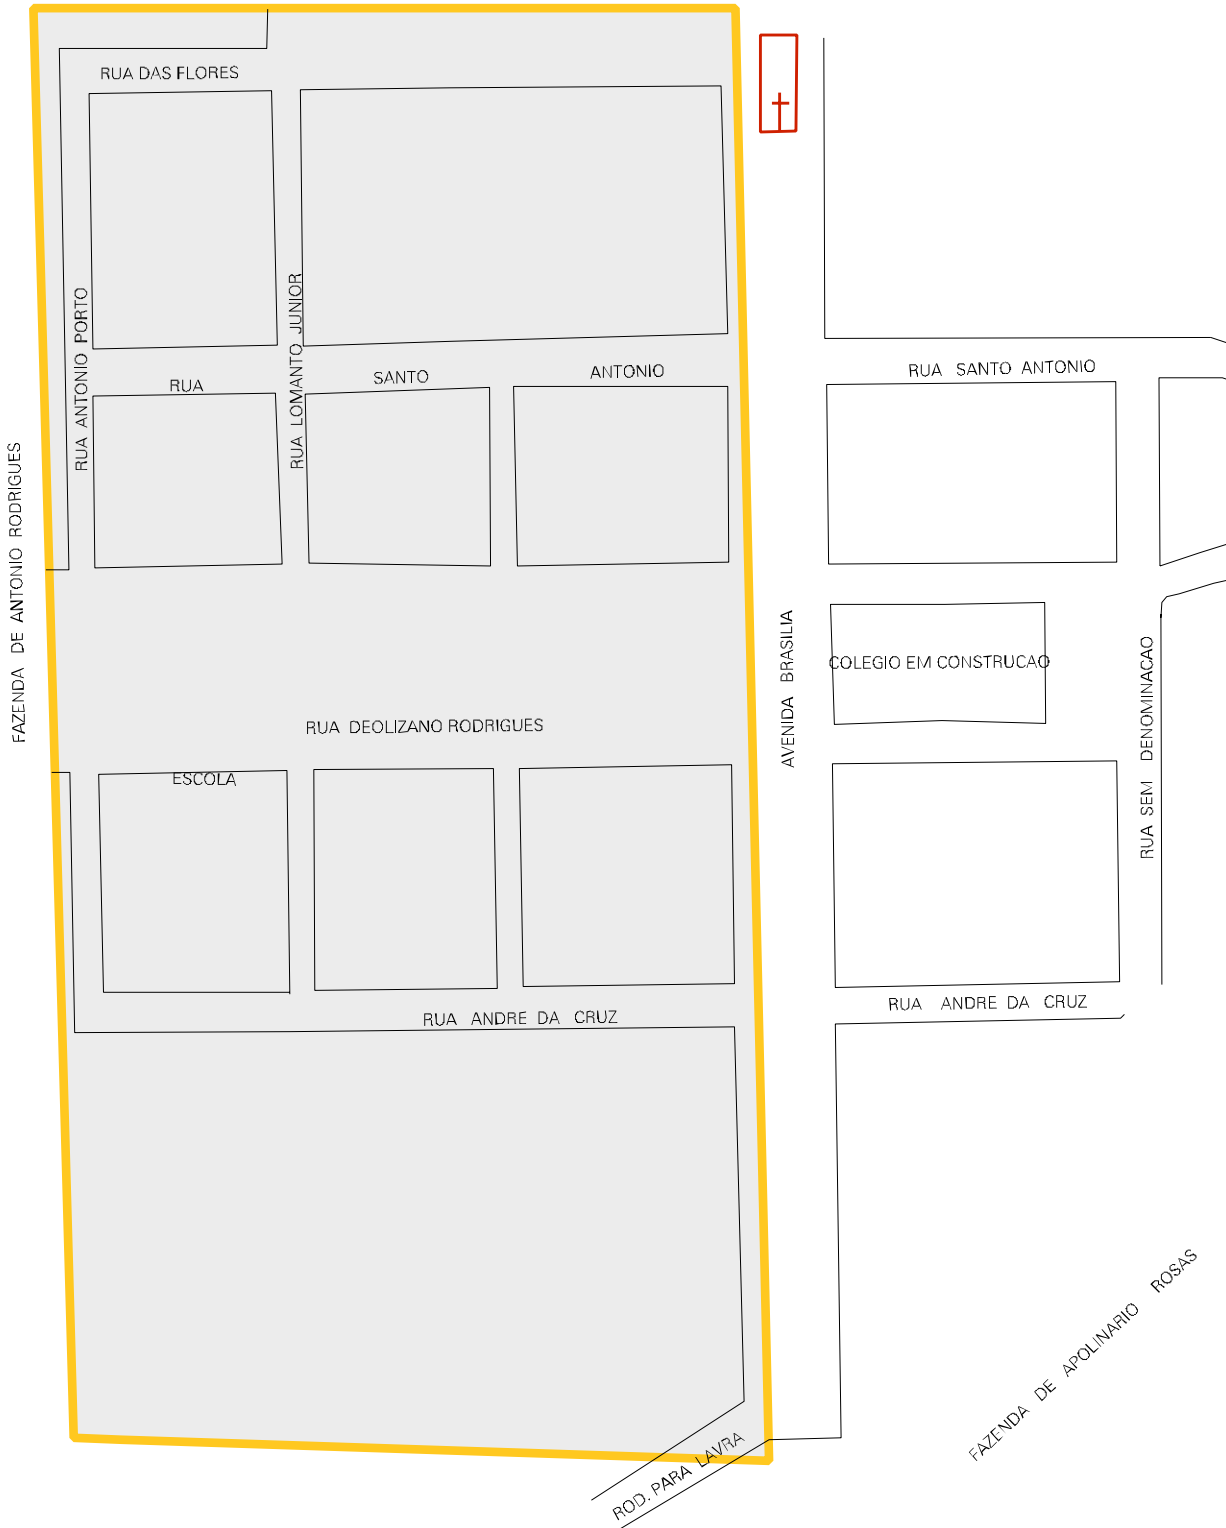 RUA DAS FLORES
RUA ANTONIO PORTO
RUA LOMANTO JUNIOR
RUA SANTO ANTONIO
RUA SANTO ANTONIO
FAZENDA DE ANTONIO RODRIGUES
AVENIDA BRASILIA
COLEGIO EM CONSTRUCAO
RUA SEM DENOMINACAO
RUA DEOLIZANO RODRIGUES
ESCOLA
RUA ANDRE DA CRUZ
RUA ANDRE DA CRUZ
FAZENDA DE APOLINARIO ROSAS
ROD. PARA LAVRA